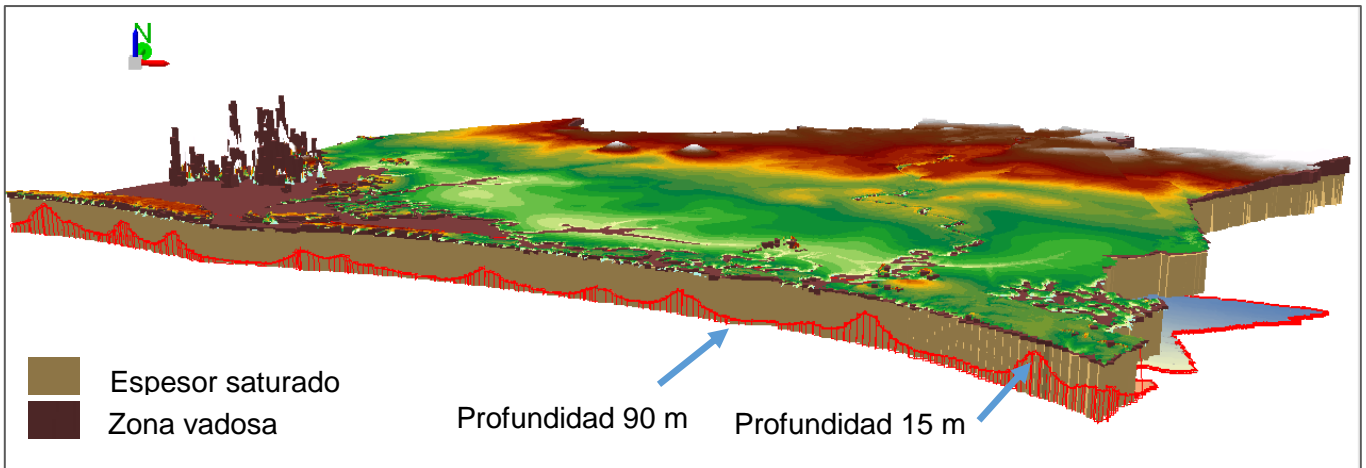 N
Espesor saturado
Zona vadosa
Profundidad 90 m
Profundidad 15 m